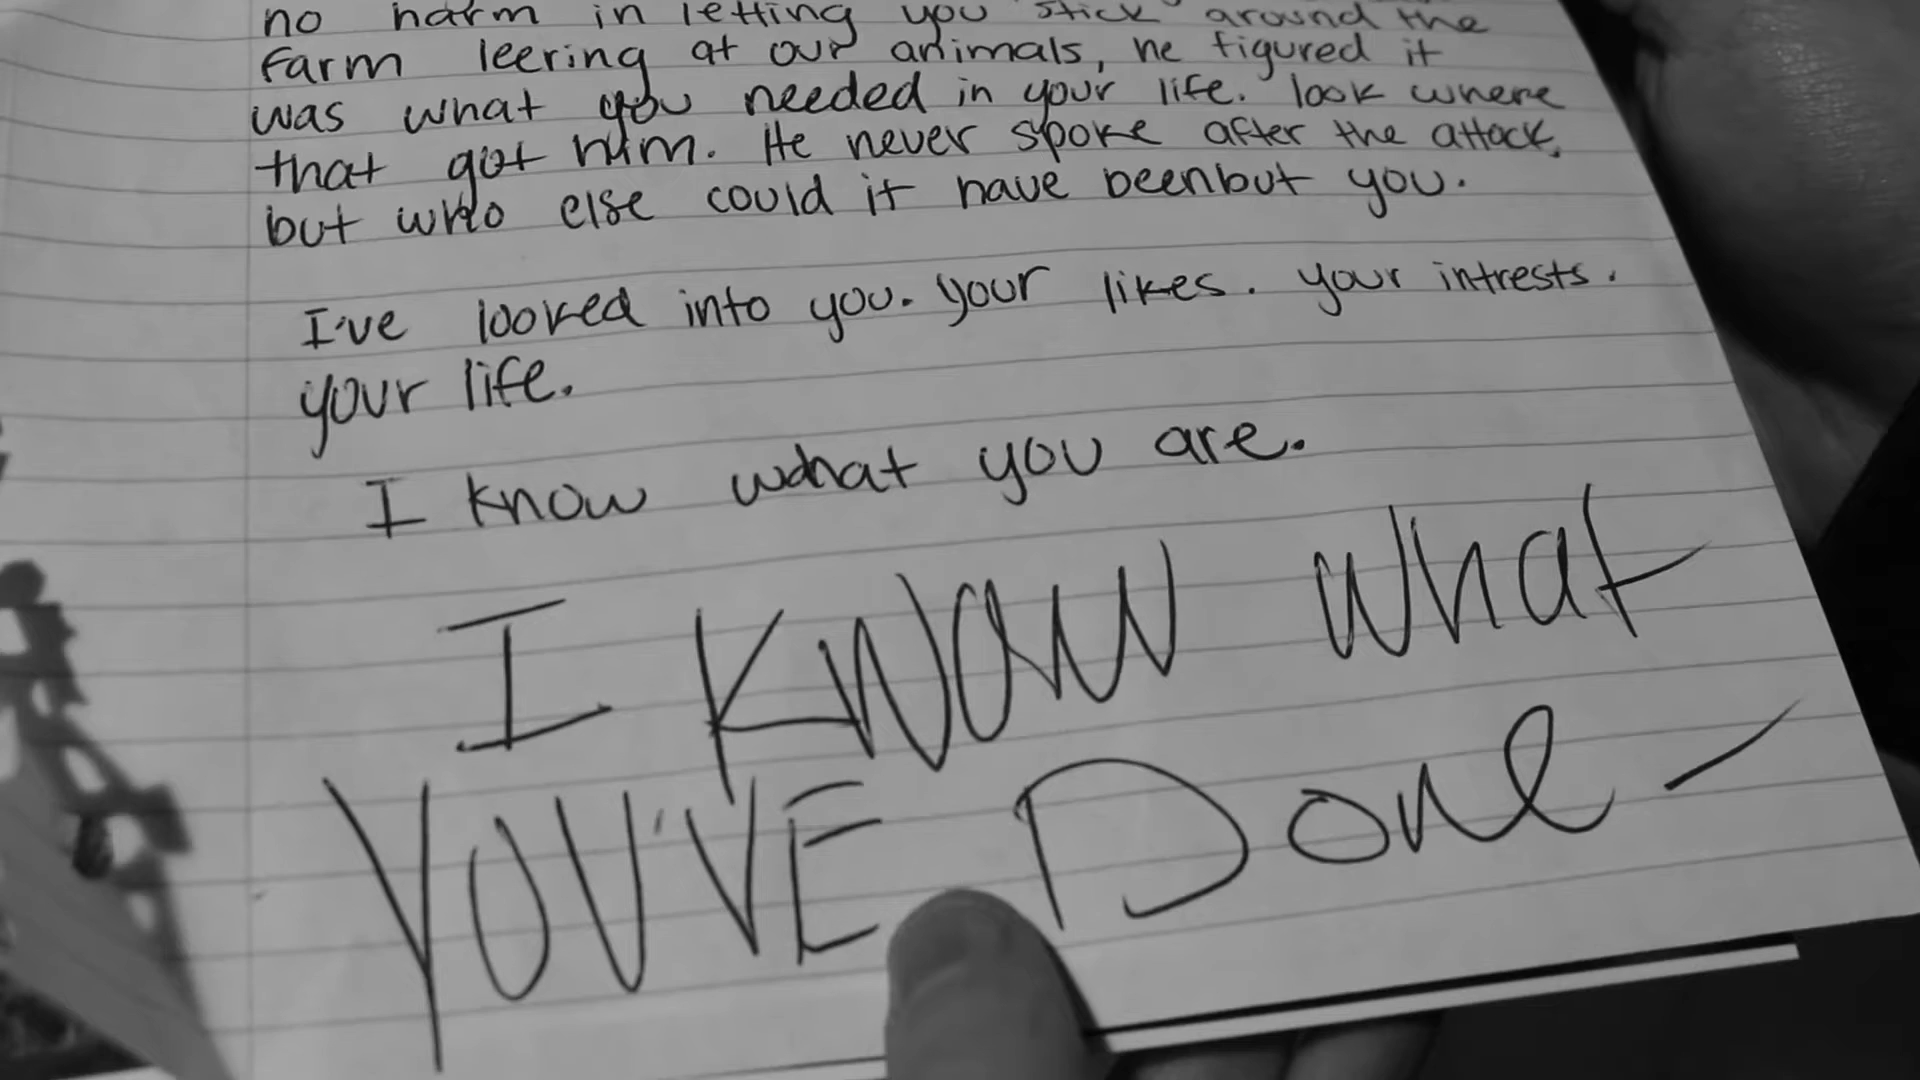 no harm in letting you stick around the
farm leering at our animals, he figured it
was what you needed in your life. look where
that got him. He never spoke after the attack,
but who else could it have beenbut you.
I've looked into you. your likes. your intrests.
your life.
I know what you are.
I KNOW What
YOU'VE Done-